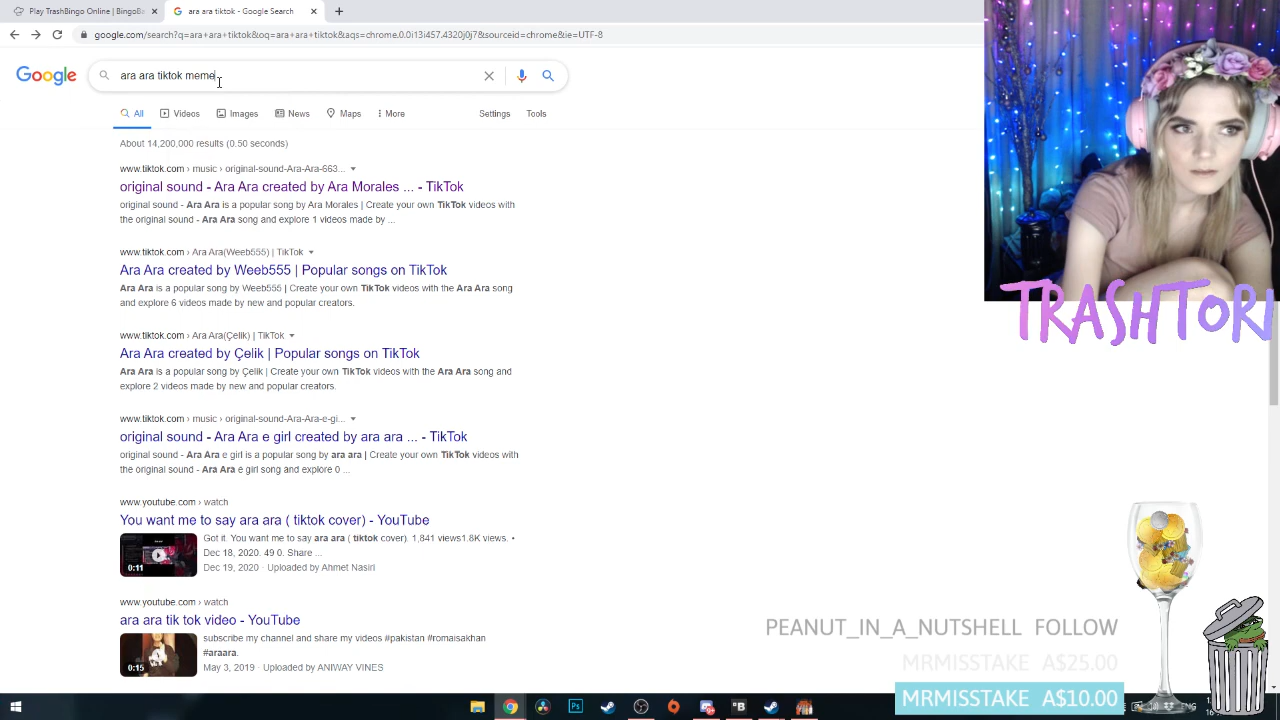 Play TrashBingo Online | BingoBa
ara ara tiktok - Google Search
google.com/search?q=ara+ara+tiktok&oq=ara+ara+tiktok&aqs=chrome.0.0i13i457.4320j0j7&sourceid=chrome&ie=UTF-8
Google
ara ara tiktok meme
All Videos Images News Maps More Settings Tools
About 14,200,000 results (0.50 seconds)
www.tiktok.com › music › original-sound-Ara-Ara-663...
original sound - Ara Ara created by Ara Morales ... - TikTok
original sound - Ara Ara is a popular song by Ara Morales | Create your own TikTok videos with
the original sound - Ara Ara song and explore 1 videos made by ...
www.tiktok.com › Ara Ara(Weeb555) | TikTok
Ara Ara created by Weeb555 | Popular songs on TikTok
Ara Ara is a popular song by Weeb555 | Create your own TikTok videos with the Ara Ara song
and explore 6 videos made by new and popular creators.
www.tiktok.com › Ara Ara(Çelik) | TikTok
Ara Ara created by Çelik | Popular songs on TikTok
Ara Ara is a popular song by Çelik | Create your own TikTok videos with the Ara Ara song and
explore 2 videos made by new and popular creators.
www.tiktok.com › music › original-sound-Ara-Ara-e-gi...
original sound - Ara Ara e girl created by ara ara ... - TikTok
original sound - Ara Ara e girl is a popular song by ara ara | Create your own TikTok videos with
the original sound - Ara Ara e girl song and explore 0 ...
www.youtube.com › watch
You want me to say ara ara ( tiktok cover) - YouTube
Got it. You want me to say ara ara ( tiktok cover). 1,841 views1.8K views. •
Dec 18, 2020. 49 0. Share ...
0:11
Dec 19, 2020 · Uploaded by Ahmet Nasiri
www.youtube.com › watch
ara ara tik tok video - YouTube
subscribe my channel and share my videos #pakistan #romaisakhan
#araara.
0:15
May 3, 2019 · Uploaded by ANIWAY VINES
TRASHTORI
PEANUT_IN_A_NUTSHELL FOLLOW
MRMISSTAKE A$25.00
MRMISSTAKE A$10.00
ENG